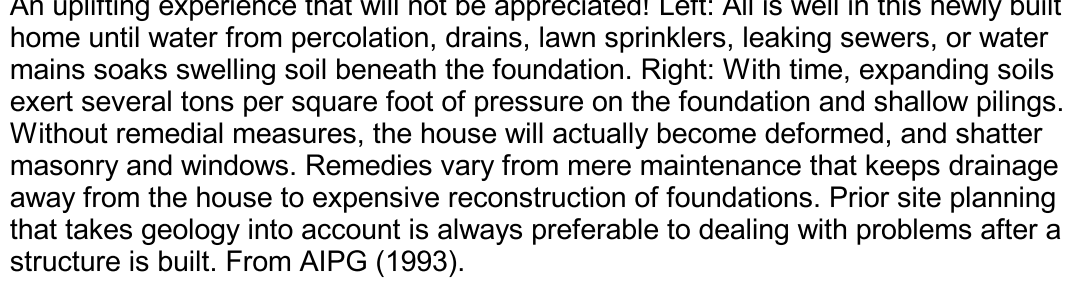 An uplifting experience that will not be appreciated! Left: All is well in this newly built
home until water from percolation, drains, lawn sprinklers, leaking sewers, or water
mains soaks swelling soil beneath the foundation. Right: With time, expanding soils
exert several tons per square foot of pressure on the foundation and shallow pilings.
Without remedial measures, the house will actually become deformed, and shatter
masonry and windows. Remedies vary from mere maintenance that keeps drainage
away from the house to expensive reconstruction of foundations. Prior site planning
that takes geology into account is always preferable to dealing with problems after a
structure is built. From AIPG (1993).